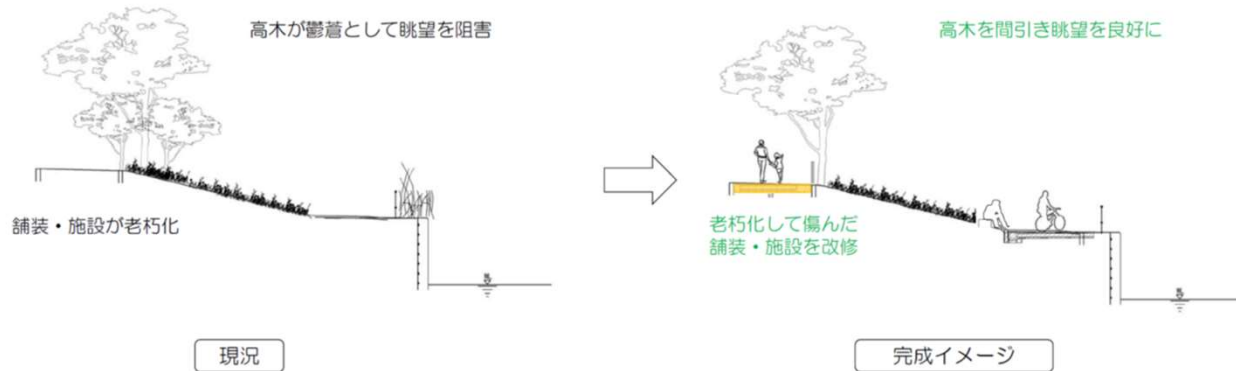 高木が鬱蒼として眺望を阻害
高木を間引き眺望を良好に
舗装・施設が老朽化
老朽化して傷んだ
舗装・施設を改修
現況
完成イメージ